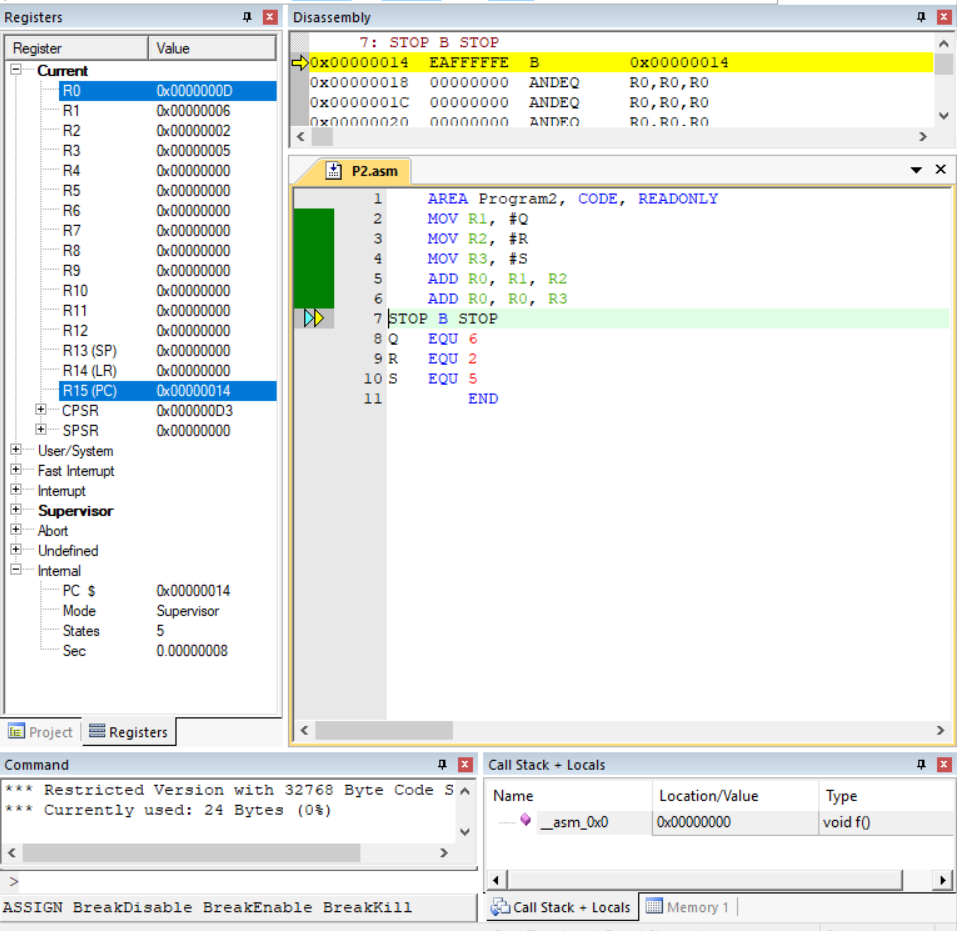 Registers
Register Value
Current
R0 0x0000000D
R1 0x00000006
R2 0x00000002
R3 0x00000005
R4 0x00000000
R5 0x00000000
R6 0x00000000
R7 0x00000000
R8 0x00000000
R9 0x00000000
R10 0x00000000
R11 0x00000000
R12 0x00000000
R13 (SP) 0x00000000
R14 (LR) 0x00000000
R15 (PC) 0x00000014
CPSR 0x000000D3
SPSR 0x00000000
User/System
Fast Interrupt
Interrupt
Supervisor
Abort
Undefined
Internal
PC $ 0x00000014
Mode Supervisor
States 5
Sec 0.00000008
Project Registers
Disassembly
7: STOP B STOP
0x00000014 EAFFFFFE B 0x00000014
0x00000018 00000000 ANDEQ R0,R0,R0
0x0000001C 00000000 ANDEQ R0,R0,R0
0x00000020 00000000 ANDEQ R0,R0,R0
P2.asm
1 AREA Program2, CODE, READONLY
2 MOV R1, #Q
3 MOV R2, #R
4 MOV R3, #S
5 ADD R0, R1, R2
6 ADD R0, R0, R3
7 STOP B STOP
8 Q EQU 6
9 R EQU 2
10 S EQU 5
11 END
Command
*** Restricted Version with 32768 Byte Code S
*** Currently used: 24 Bytes (0%)
>
ASSIGN BreakDisable BreakEnable BreakKill
Call Stack + Locals
Name Location/Value Type
__asm_0x0 0x00000000 void f()
Call Stack + Locals Memory 1